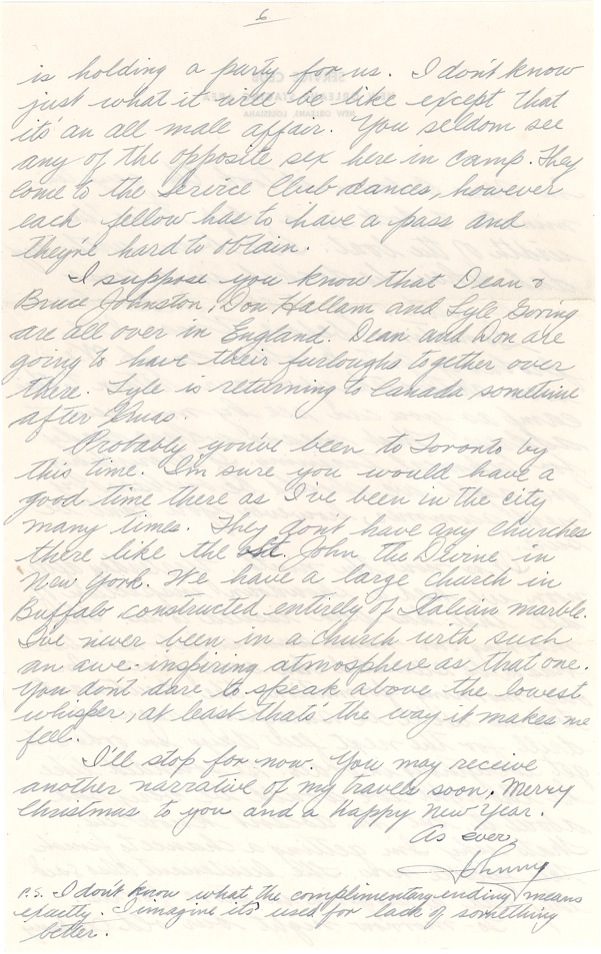 6
is holding a party for us. I don't know
just what it will be like except that
it's an all male affair. You seldom see
any of the opposite sex here in camp. They
come to the Service Club dances, however
each fellow has to have a pass and
they're hard to obtain.
I suppose you know that Dean &
Bruce Johnston, Don Hallam and Lyle Goring
are all over in England. Dean and Don are
going to have their furloughs together over
there. Lyle is returning to Canada sometime
after Xmas.
Probably you've been to Toronto by
this time. I'm sure you would have a
good time there as I've been in the city
many times. They don't have any churches
there like the St. John the Divine in
New York. We have a large church in
Buffalo constructed entirely of Italian marble.
I've never been in a church with such
an awe-inspiring atmosphere as that one.
You don't dare to speak above the lowest
whisper, at least that's the way it makes me
feel.
I'll stop for now. You may receive
another narrative of my travels soon. Merry
Christmas to you and a Happy New Year.
As ever,
Johnny
P.S. I don't know what the complimentary ending means
exactly. I imagine it's used for lack of something
better.